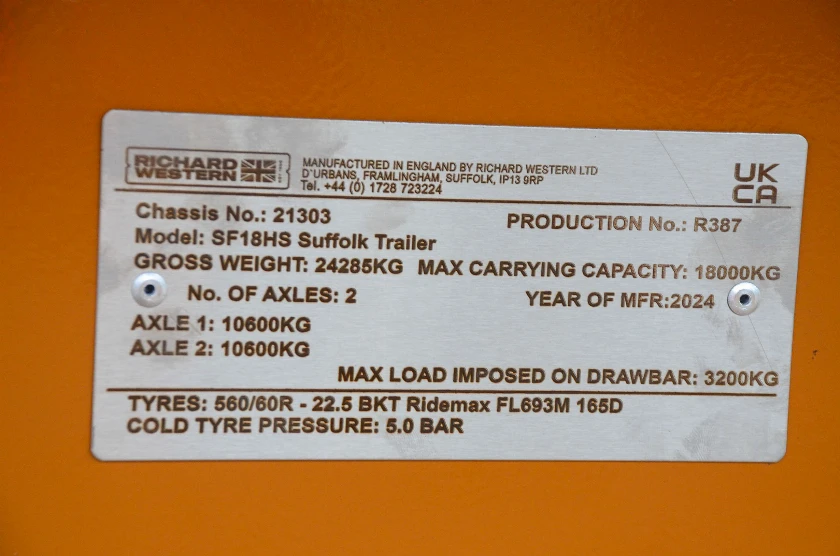 RICHARD
WESTERN
MANUFACTURED IN ENGLAND BY RICHARD WESTERN LTD
D'URBANS, FRAMLINGHAM, SUFFOLK, IP13 9RP
Tel. +44 (0) 1728 723224
UK
CA
Chassis No.: 21303
PRODUCTION No.: R387
Model: SF18HS Suffolk Trailer
GROSS WEIGHT: 24285KG MAX CARRYING CAPACITY: 18000KG
No. OF AXLES: 2
YEAR OF MFR:2024
AXLE 1: 10600KG
AXLE 2: 10600KG
MAX LOAD IMPOSED ON DRAWBAR: 3200KG
TYRES: 560/60R - 22.5 BKT Ridemax FL693M 165D
COLD TYRE PRESSURE: 5.0 BAR